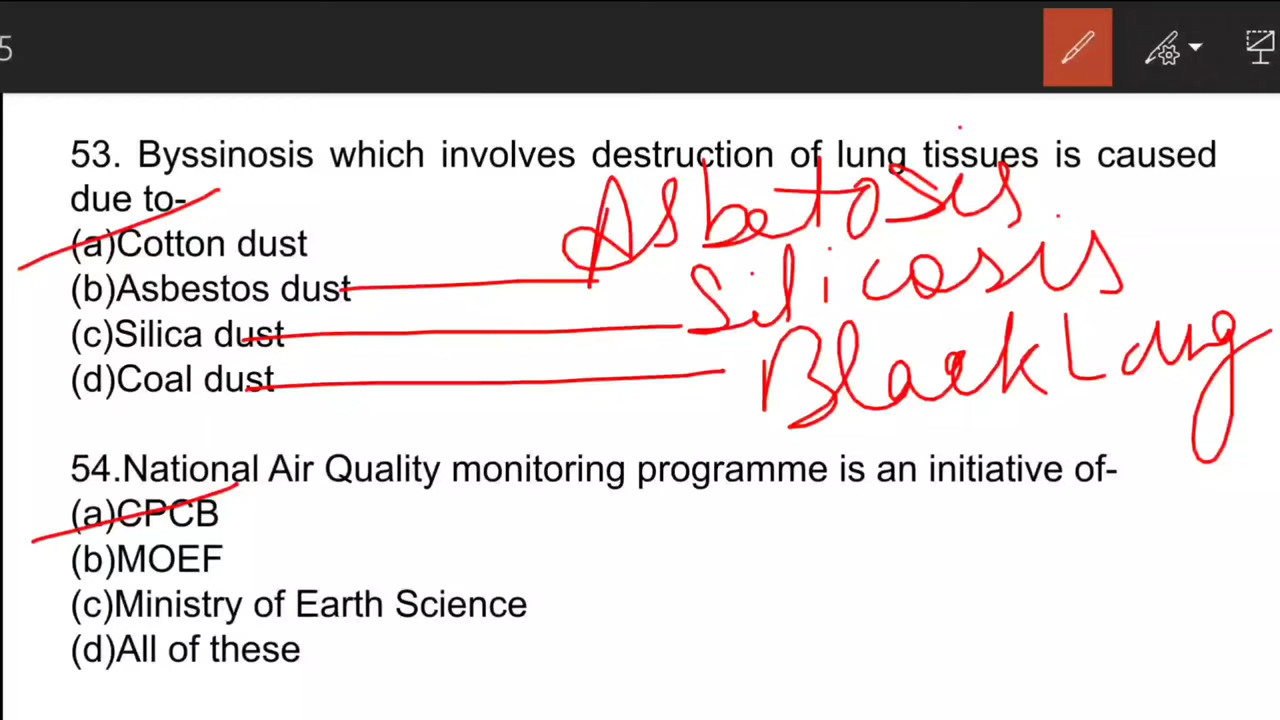 5
53. Byssinosis which involves destruction of lung tissues is caused
due to-
(a)Cotton dust
(b)Asbestos dust
Asbetosis
(c)Silica dust
Silicosis
(d)Coal dust
Black Lung
54.National Air Quality monitoring programme is an initiative of-
(a)CPCB
(b)MOEF
(c)Ministry of Earth Science
(d)All of these